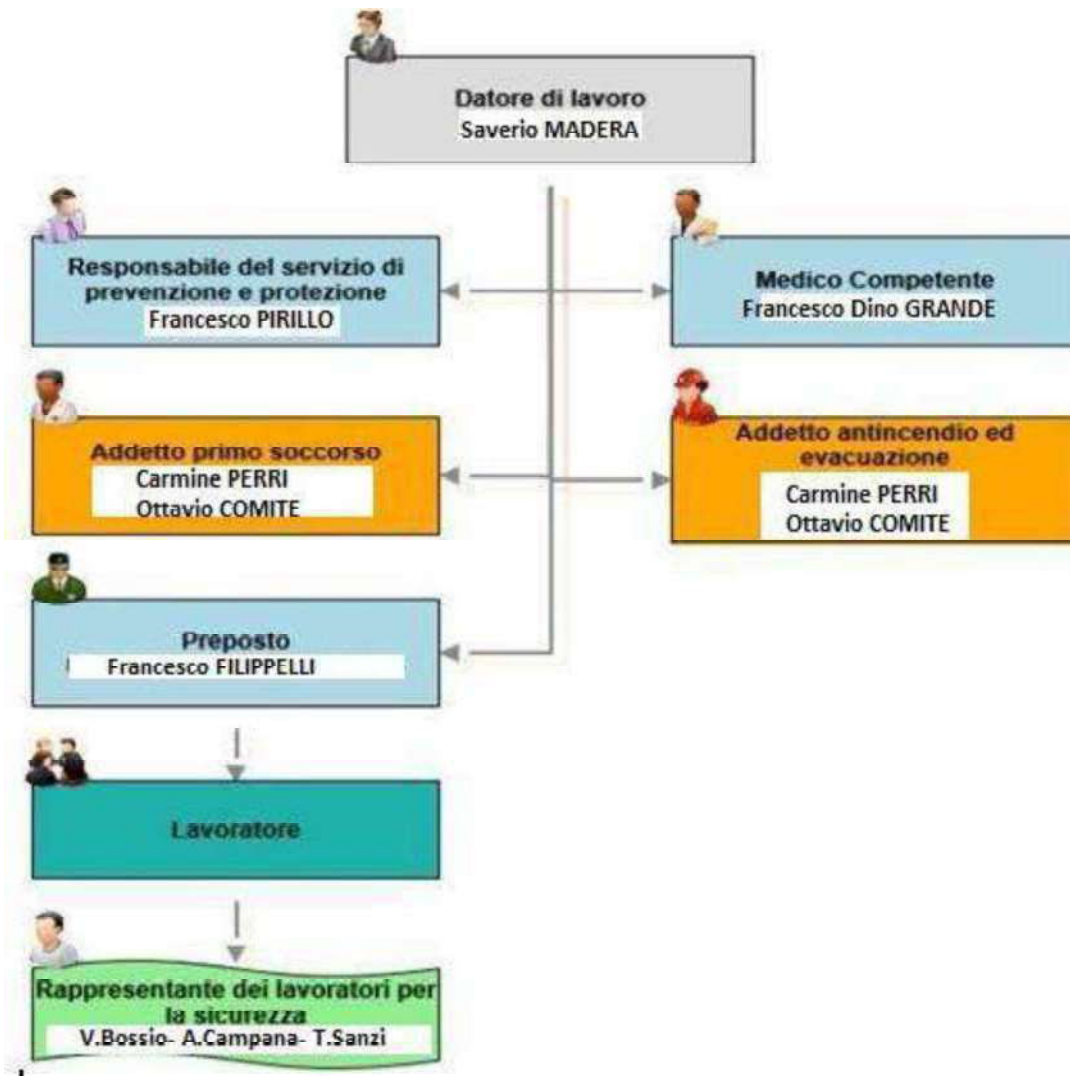 Datore di lavoro
Saverio MADERA
Responsabile del servizio di
prevenzione e protezione
Francesco PIRILLO
Medico Competente
Francesco Dino GRANDE
Addetto primo soccorso
Carmine PERRI
Ottavio COMITE
Addetto antincendio ed
evacuazione
Carmine PERRI
Ottavio COMITE
Preposto
Francesco FILIPPELLI
Lavoratore
Rappresentante dei lavoratori per
la sicurezza
V.Bossio- A.Campana- T.Sanzi